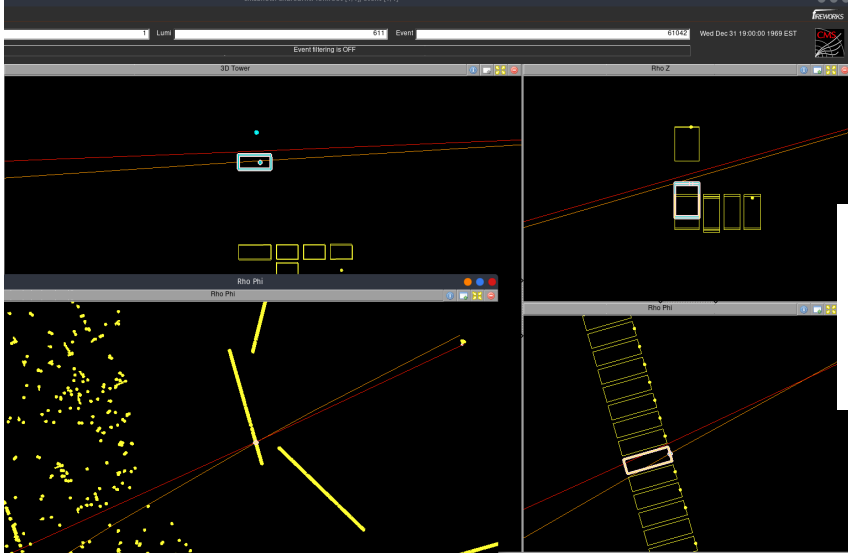 FIREWORKS
1 Lumi 611 Event 61042 Wed Dec 31 19:00:00 1969 EST
CMS
Event filtering is OFF
3D Tower
Rho Z
Rho Phi
Rho Phi
Rho Phi